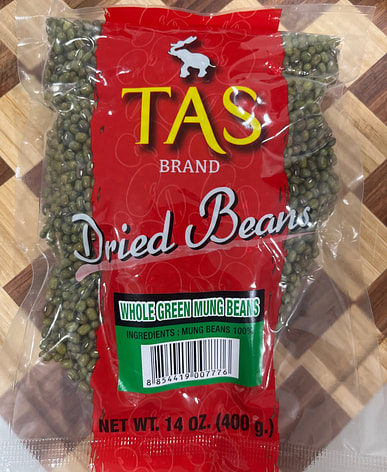 TAS
BRAND
Dried Beans
WHOLE GREEN MUNG BEANS
INGREDIENTS : MUNG BEANS 100%
8 854419 007776
NET WT. 14 OZ. (400 g.)